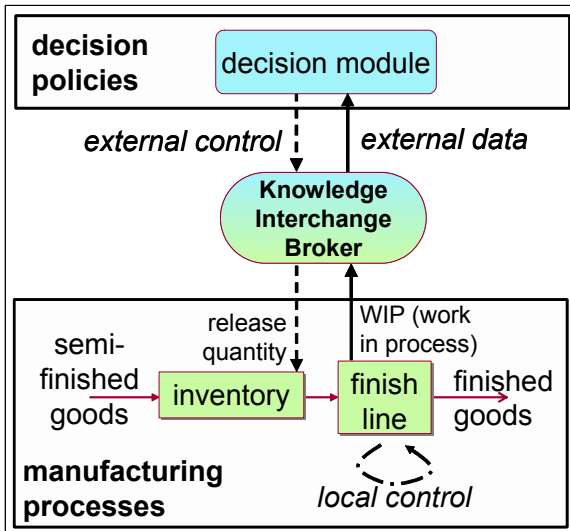 decision
policies
decision module
external control
external data
Knowledge
Interchange
Broker
release
quantity
WIP (work
in process)
semi-
finished
goods
inventory
finish
line
finished
goods
local control
manufacturing
processes